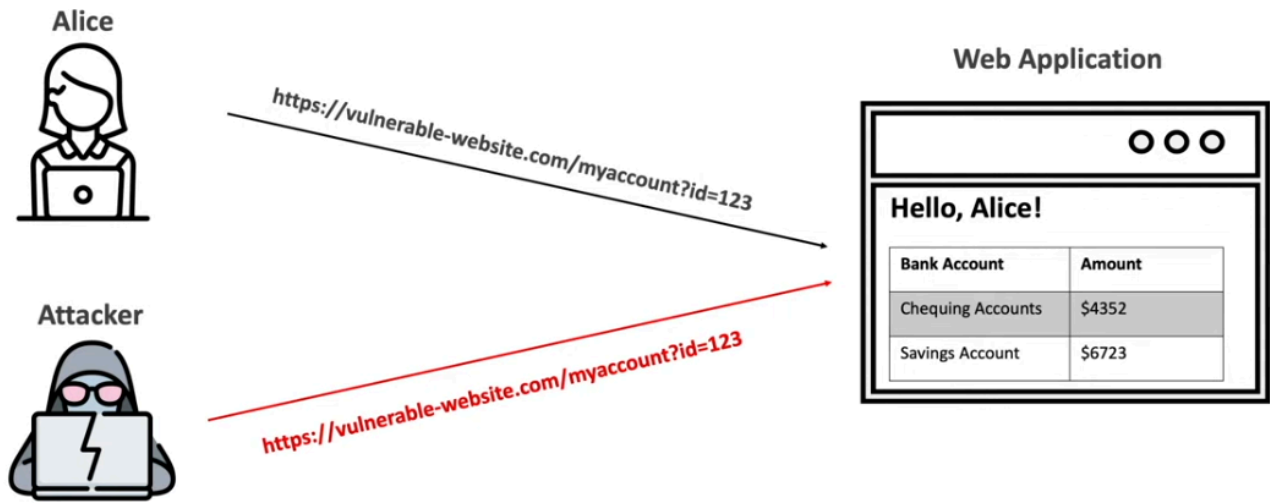 Alice
https://vulnerable-website.com/myaccount?id=123
Web Application
Hello, Alice!
Bank Account Amount
Chequing Accounts $4352
Savings Account $6723
Attacker
https://vulnerable-website.com/myaccount?id=123